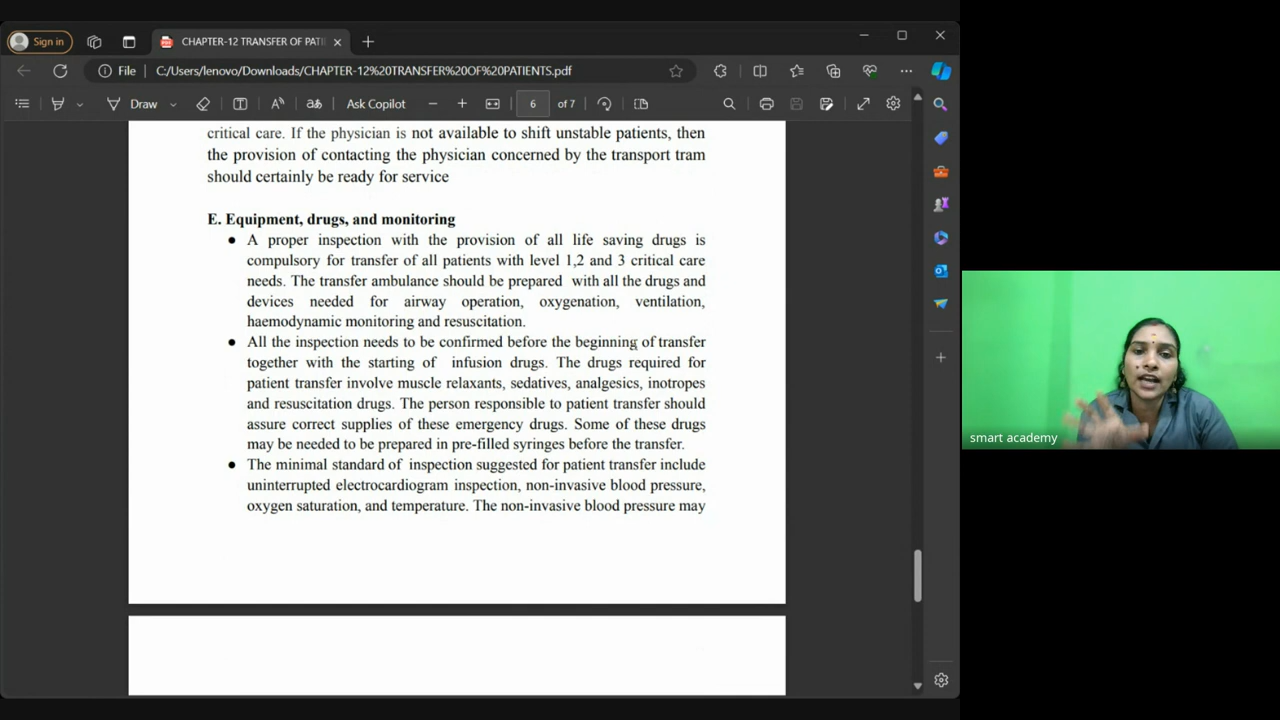 Sign in
CHAPTER-12 TRANSFER OF PATI
File
C:/Users/lenovo/Downloads/CHAPTER-12%20TRANSFER%20OF%20PATIENTS.pdf
Draw
Ask Copilot
6
of 7
critical care. If the physician is not available to shift unstable patients, then
the provision of contacting the physician concerned by the transport tram
should certainly be ready for service
E. Equipment, drugs, and monitoring
● A proper inspection with the provision of all life saving drugs is
compulsory for transfer of all patients with level 1,2 and 3 critical care
needs. The transfer ambulance should be prepared with all the drugs and
devices needed for airway operation, oxygenation, ventilation,
haemodynamic monitoring and resuscitation.
● All the inspection needs to be confirmed before the beginning of transfer
together with the starting of infusion drugs. The drugs required for
patient transfer involve muscle relaxants, sedatives, analgesics, inotropes
and resuscitation drugs. The person responsible to patient transfer should
assure correct supplies of these emergency drugs. Some of these drugs
may be needed to be prepared in pre-filled syringes before the transfer.
● The minimal standard of inspection suggested for patient transfer include
uninterrupted electrocardiogram inspection, non-invasive blood pressure,
oxygen saturation, and temperature. The non-invasive blood pressure may
smart academy